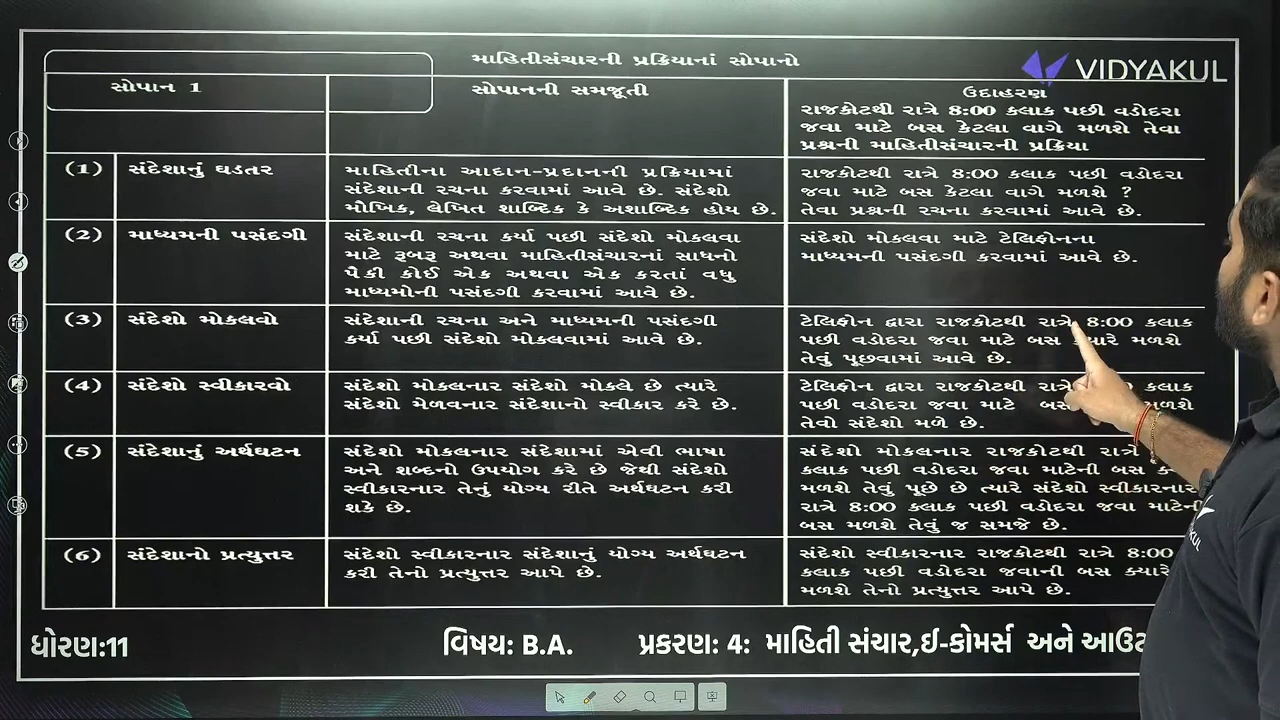 માહિતીસંચારની પ્રક્રિયાનાં સોપાનો
VIDYAKUL
સોપાન 1
સોપાનની સમજૂતી
ઉદાહરણ
રાજકોટથી રાત્રે 8:00 કલાક પછી વડોદરા
જવા માટે બસ કેટલા વાગે મળશે તેવા
પ્રશ્નની માહિતીસંચારની પ્રક્રિયા
(1) સંદેશાનું ઘડતર
માહિતીના આદાન-પ્રદાનની પ્રક્રિયામાં
સંદેશાની રચના કરવામાં આવે છે. સંદેશો
મૌખિક, લેખિત શાબ્દિક કે અશાબ્દિક હોય છે.
રાજકોટથી રાત્રે 8:00 કલાક પછી વડોદરા
જવા માટે બસ કેટલા વાગે મળશે ?
તેવા પ્રશ્નની રચના કરવામાં આવે છે.
(2) માધ્યમની પસંદગી
સંદેશાની રચના કર્યા પછી સંદેશો મોકલવા
માટે રૂબરૂ અથવા માહિતીસંચારનાં સાધનો
પૈકી કોઈ એક અથવા એક કરતાં વધુ
માધ્યમોની પસંદગી કરવામાં આવે છે.
સંદેશો મોકલવા માટે ટેલિફોનના
માધ્યમની પસંદગી કરવામાં આવે છે.
(3) સંદેશો મોકલવો
સંદેશાની રચના અને માધ્યમની પસંદગી
કર્યા પછી સંદેશો મોકલવામાં આવે છે.
ટેલિફોન દ્વારા રાજકોટથી રાત્રે 8:00 કલાક
પછી વડોદરા જવા માટે બસ ક્યારે મળશે
તેવું પૂછવામાં આવે છે.
(4) સંદેશો સ્વીકારવો
સંદેશો મોકલનાર સંદેશો મોકલે છે ત્યારે
સંદેશો મેળવનાર સંદેશાનો સ્વીકાર કરે છે.
ટેલિફોન દ્વારા રાજકોટથી રાત્રે કલાક
પછી વડોદરા જવા માટે બસ મળશે
તેવો સંદેશો મળે છે.
(5) સંદેશાનું અર્થઘટન
સંદેશો મોકલનાર સંદેશામાં એવી ભાષા
અને શબ્દનો ઉપયોગ કરે છે જેથી સંદેશો
સ્વીકારનાર તેનું યોગ્ય રીતે અર્થઘટન કરી
શકે છે.
સંદેશો મોકલનાર રાજકોટથી રાત્રે
કલાક પછી વડોદરા જવા માટેની બસ
મળશે તેવું પૂછે છે ત્યારે સંદેશો સ્વીકારનાર
રાત્રે 8:00 કલાક પછી વડોદરા જવા માટેની
બસ મળશે તેવું જ સમજે છે.
(6) સંદેશાનો પ્રત્યુત્તર
સંદેશો સ્વીકારનાર સંદેશાનું યોગ્ય અર્થઘટન
કરી તેનો પ્રત્યુત્તર આપે છે.
સંદેશો સ્વીકારનાર રાજકોટથી રાત્રે 8:00
કલાક પછી વડોદરા જવાની બસ ક્યારે
મળશે તેનો પ્રત્યુત્તર આપે છે.
ધોરણ:11 વિષય: B.A. પ્રકરણ: 4: માહિતી સંચાર,ઈ-કોમર્સ અને